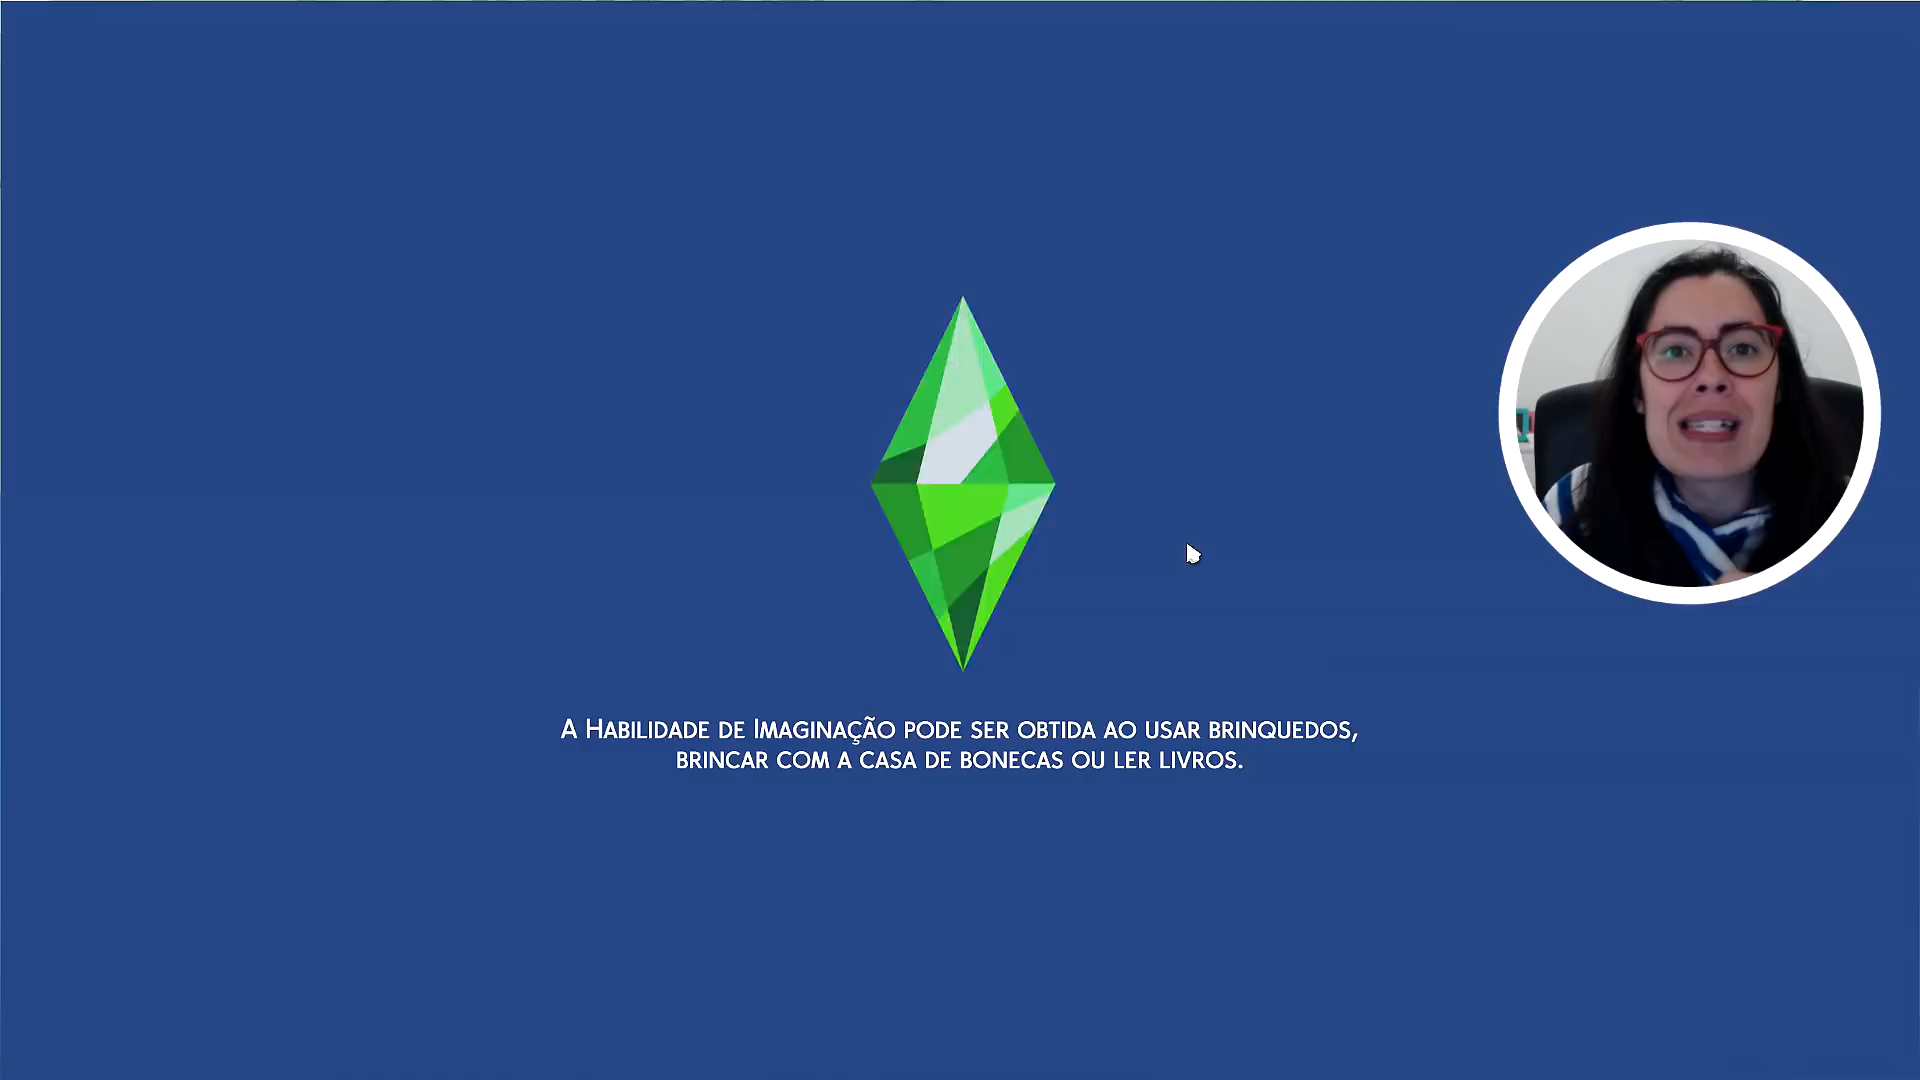 A Habilidade de Imaginação pode ser obtida ao usar brinquedos,
brincar com a casa de bonecas ou ler livros.